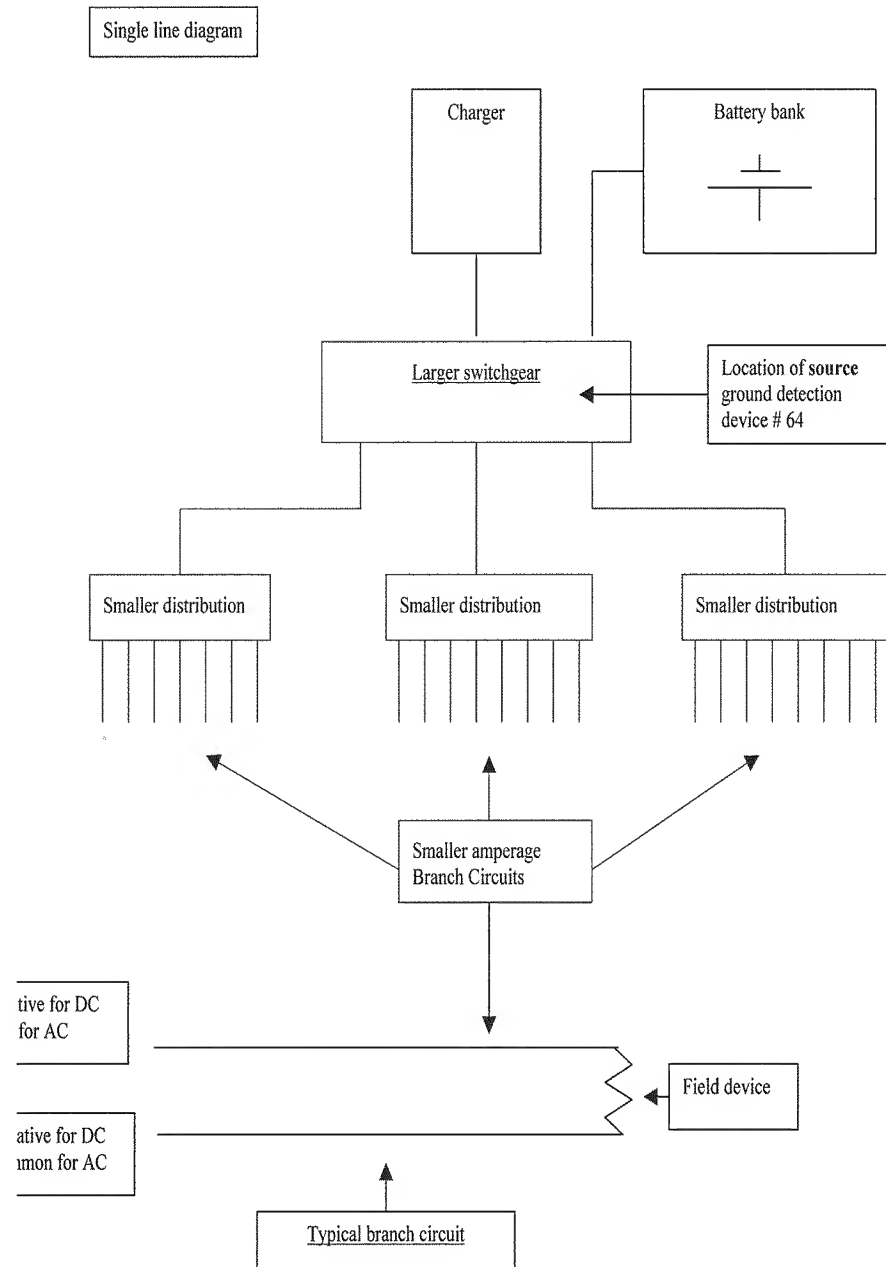 Single line diagram
Charger
Battery bank
Larger switchgear
Location of source
ground detection
device # 64
Smaller distribution
Smaller distribution
Smaller distribution
Smaller amperage
Branch Circuits
tive for DC
for AC
Field device
ative for DC
mon for AC
Typical branch circuit